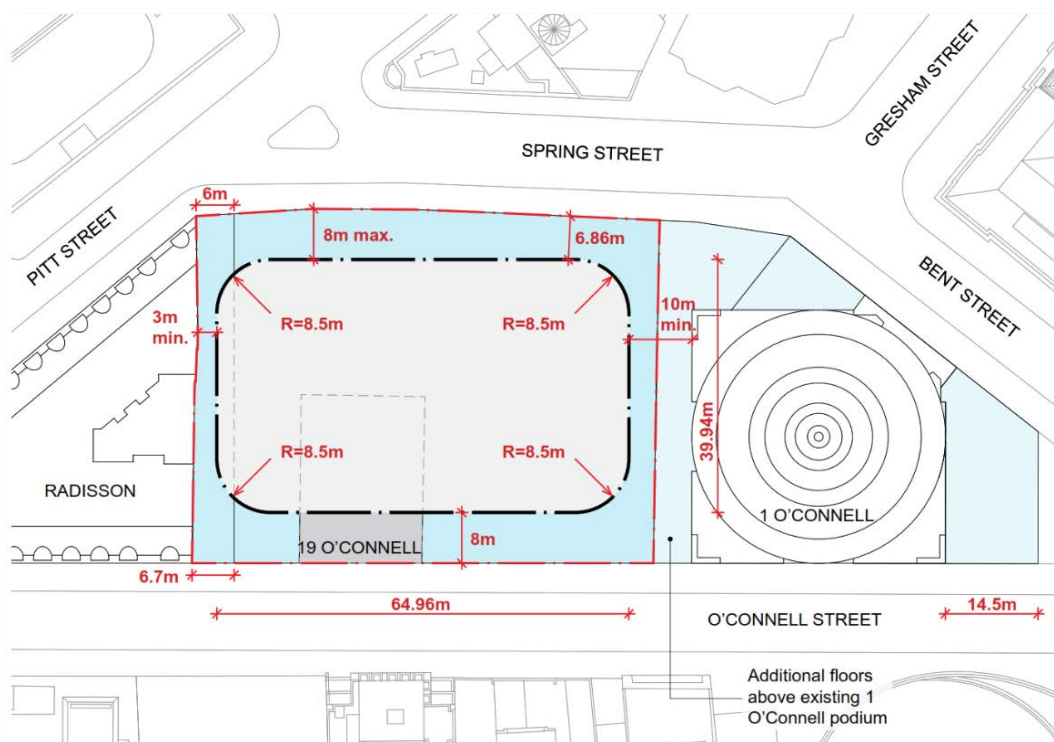 GRESHAM STREET
SPRING STREET
6m
PITT STREET
8m max.
6.86m
BENT STREET
3m
min.
R=8.5m
R=8.5m
10m
min.
39.94m
R=8.5m
R=8.5m
RADISSON
1 O'CONNELL
19 O'CONNELL
8m
6.7m
64.96m
14.5m
O'CONNELL STREET
Additional floors
above existing 1
O'Connell podium